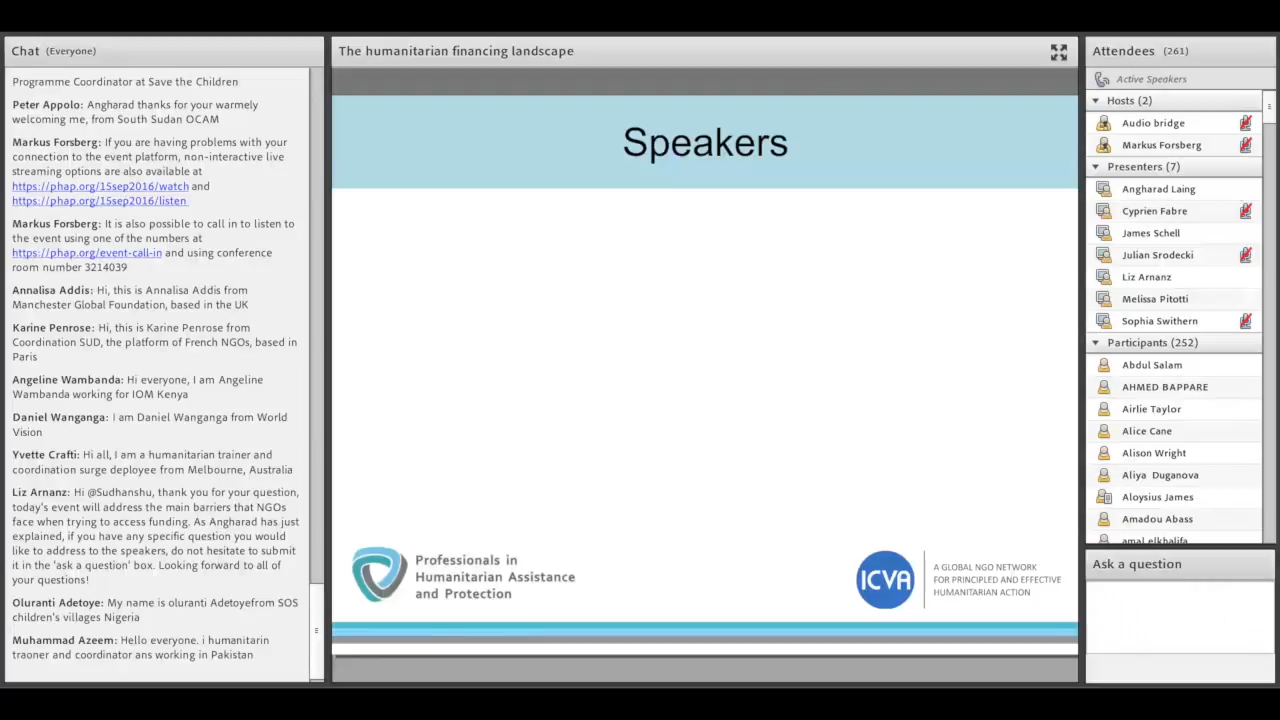 Chat (Everyone)
Programme Coordinator at Save the Children
Peter Appolo: Angharad thanks for your warmely
welcoming me, from South Sudan OCAM
Markus Forsberg: If you are having problems with your
connection to the event platform, non-interactive live
streaming options are also available at
https://phap.org/15sep2016/watch and
https://phap.org/15sep2016/listen
Markus Forsberg: It is also possible to call in to listen to
the event using one of the numbers at
https://phap.org/event-call-in and using conference
room number 3214039
Annalisa Addis: Hi, this is Annalisa Addis from
Manchester Global Foundation, based in the UK
Karine Penrose: Hi, this is Karine Penrose from
Coordination SUD, the platform of French NGOs, based in
Paris
Angeline Wambanda: Hi everyone, I am Angeline
Wambanda working for IOM Kenya
Daniel Wanganga: I am Daniel Wanganga from World
Vision
Yvette Crafti: Hi all, I am a humanitarian trainer and
coordination surge deployee from Melbourne, Australia
Liz Arnanz: Hi @Sudhanshu, thank you for your question,
today's event will address the main barriers that NGOs
face when trying to access funding. As Angharad has just
explained, if you have any specific question you would
like to address to the speakers, do not hesitate to submit
it in the 'ask a question' box. Looking forward to all of
your questions!
Oluranti Adetoye: My name is oluranti Adetoyefrom SOS
children's villages Nigeria
Muhammad Azeem: Hello everyone. i humanitarin
traoner and coordinator ans working in Pakistan
The humanitarian financing landscape
Speakers
Professionals in
Humanitarian Assistance
and Protection
ICVA
A GLOBAL NGO NETWORK
FOR PRINCIPLED AND EFFECTIVE
HUMANITARIAN ACTION
Attendees (261)
Active Speakers
Hosts (2)
Audio bridge
Markus Forsberg
Presenters (7)
Angharad Laing
Cyprien Fabre
James Schell
Julian Srodecki
Liz Arnanz
Melissa Pitotti
Sophia Swithern
Participants (252)
Abdul Salam
AHMED BAPPARE
Airlie Taylor
Alice Cane
Alison Wright
Aliya Duganova
Aloysius James
Amadou Abass
amal elkhalifa
Ask a question